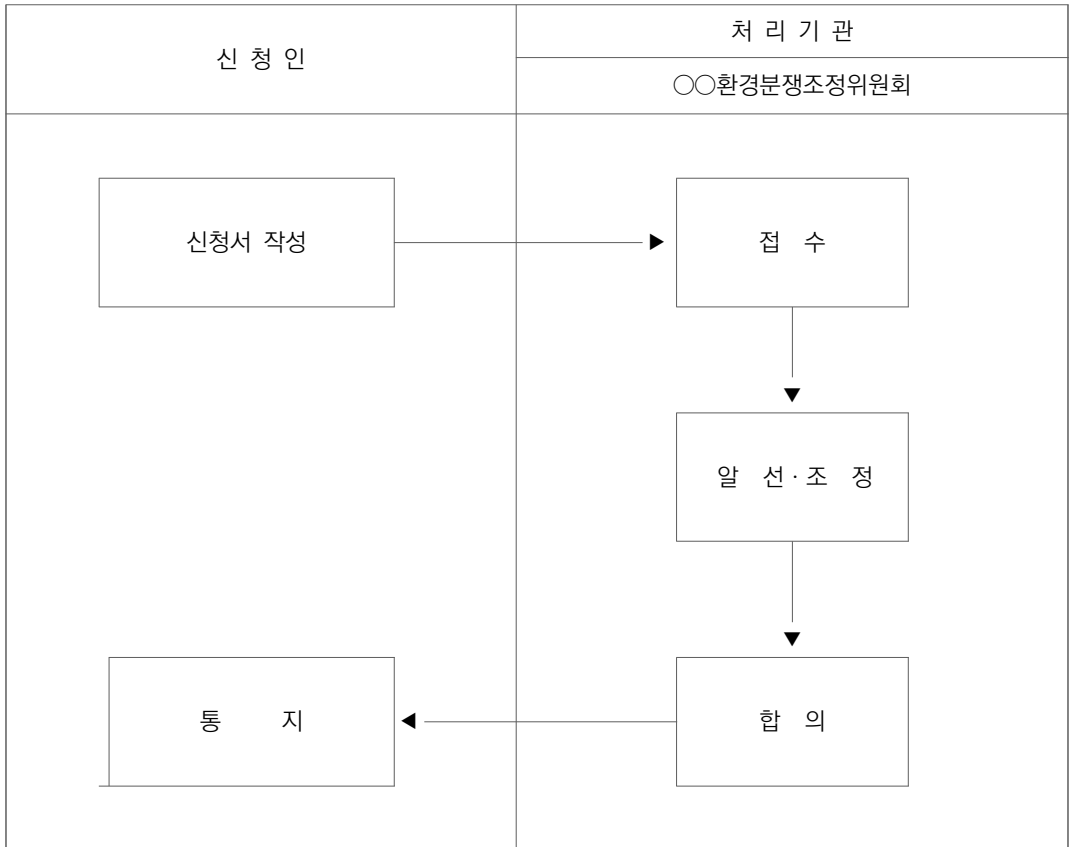 신 청 인
처 리 기 관
○○환경분쟁조정위원회
신청서 작성
접 수
알 선·조 정
합 의
통 지